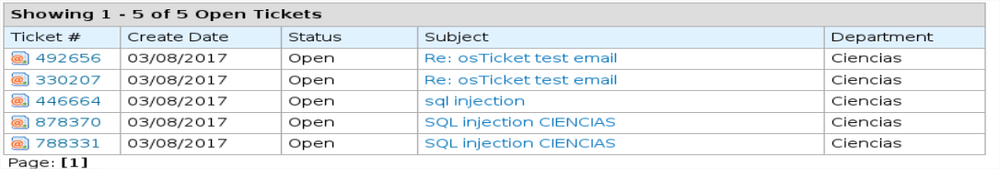 Showing 1 - 5 of 5 Open Tickets
Ticket # Create Date Status Subject Department
492656 03/08/2017 Open Re: osTicket test email Ciencias
330207 03/08/2017 Open Re: osTicket test email Ciencias
446664 03/08/2017 Open sql injection Ciencias
878370 03/08/2017 Open SQL injection CIENCIAS Ciencias
788331 03/08/2017 Open SQL injection CIENCIAS Ciencias
Page: [1]